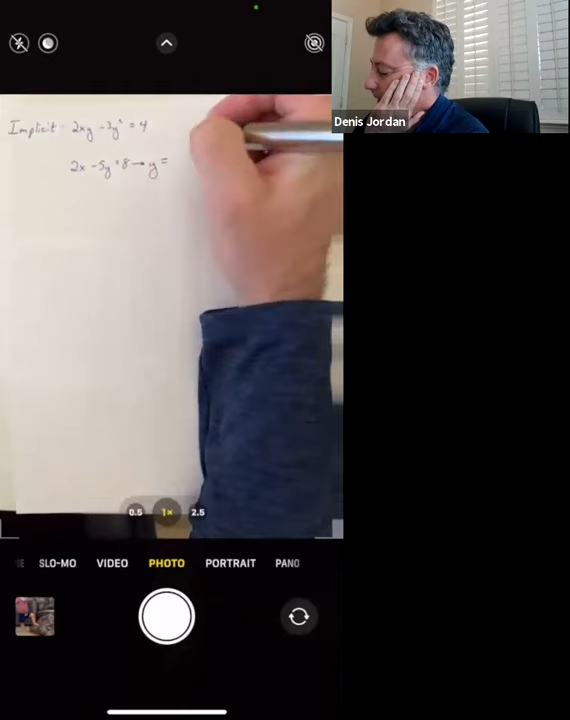 Denis Jordan
Implicit: 2xy - 3y² = 4
2x - 5y = 8 → y =
0.5 1× 2.5
SLO-MO VIDEO PHOTO PORTRAIT PANO